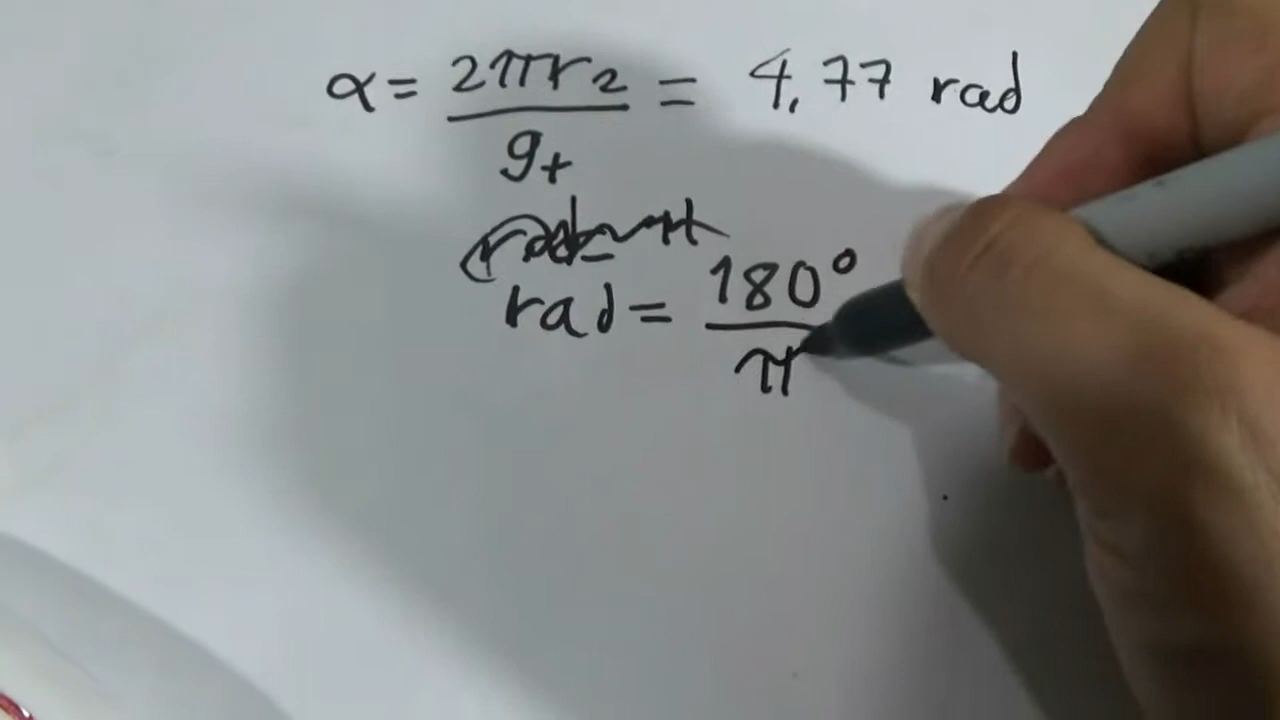 α = 2πr₂ / g₊ = 4,77 rad
rad = 180° / π